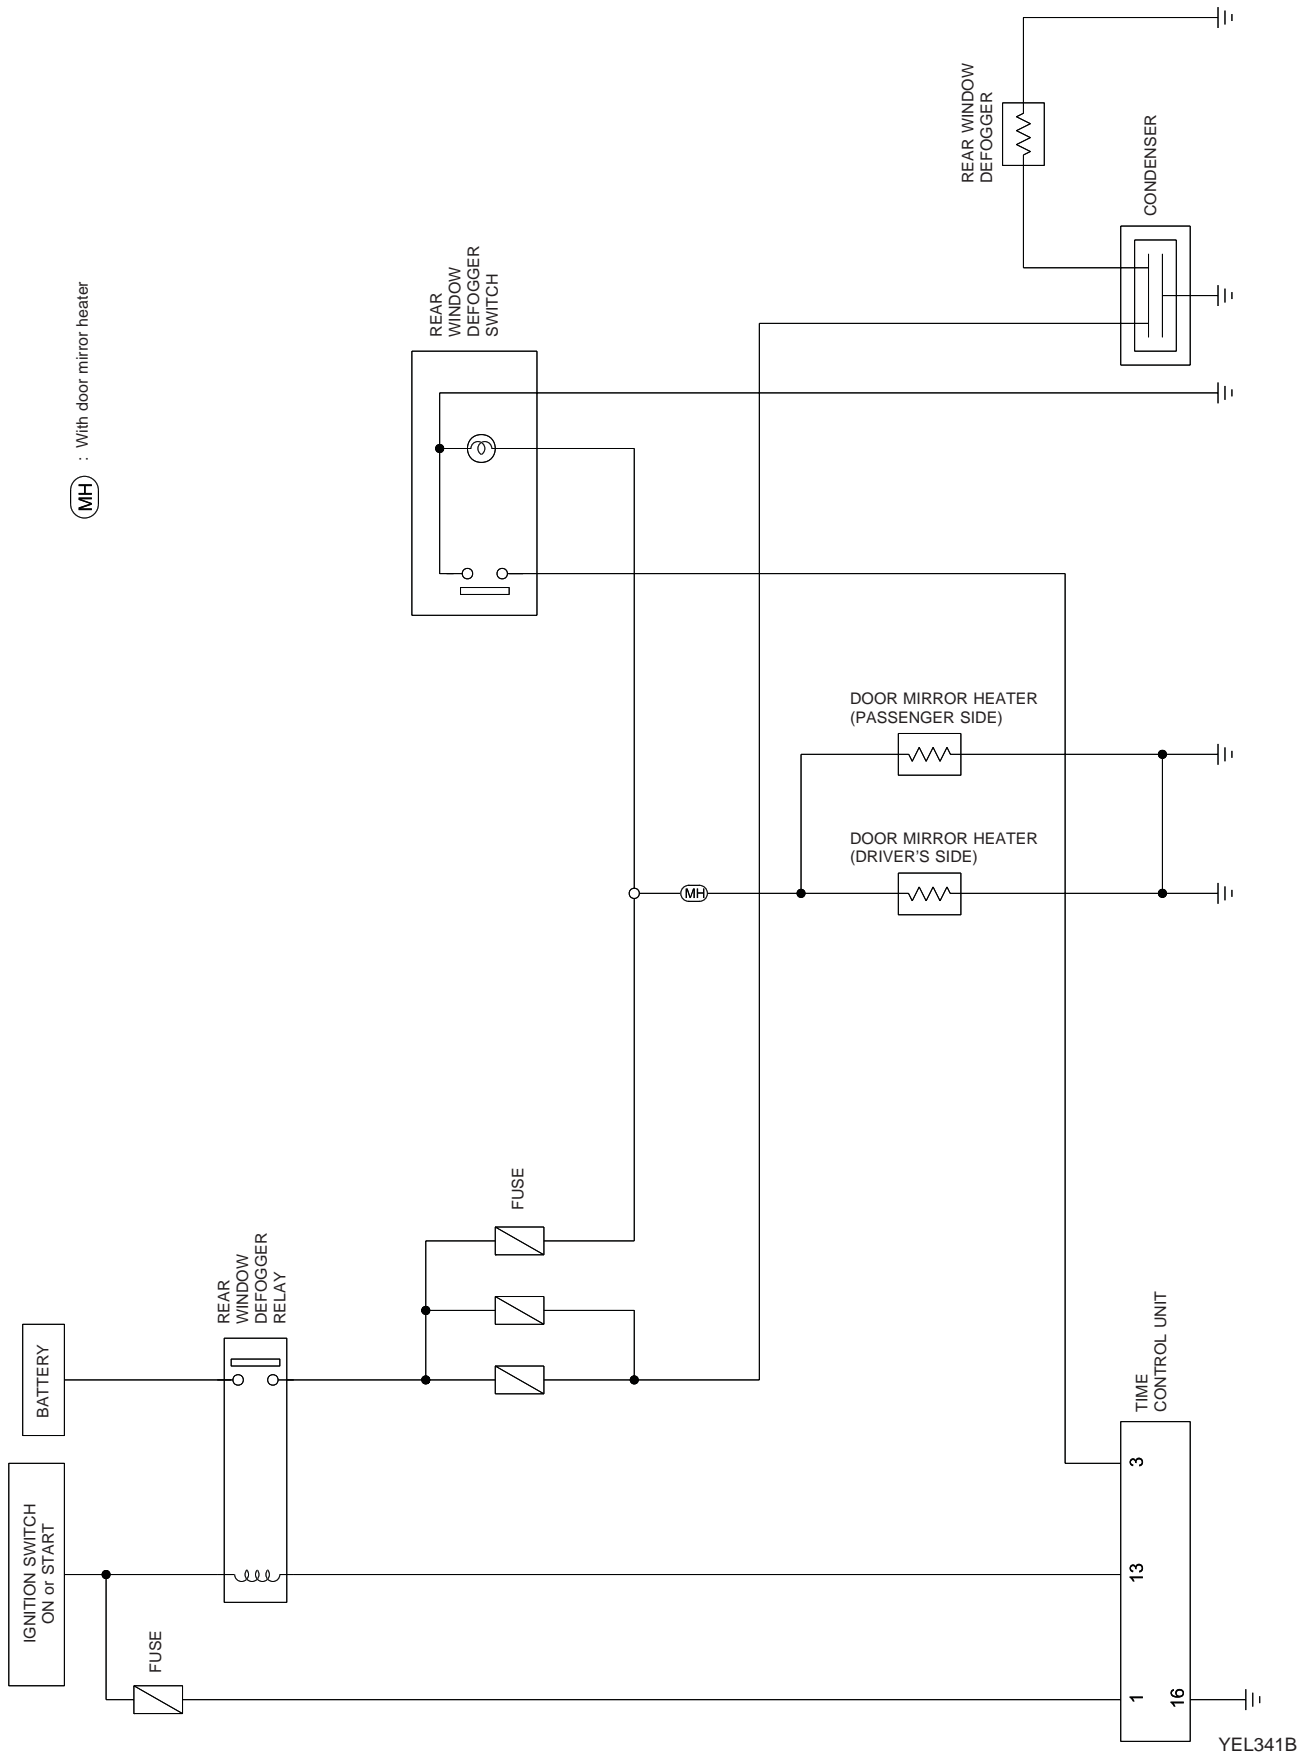 REAR WINDOW
DEFOGGER
CONDENSER
REAR
WINDOW
DEFOGGER
SWITCH
MH : With door mirror heater
DOOR MIRROR HEATER
(PASSENGER SIDE)
DOOR MIRROR HEATER
(DRIVER'S SIDE)
MH
FUSE
REAR
WINDOW
DEFOGGER
RELAY
BATTERY
TIME
CONTROL UNIT
3
IGNITION SWITCH
ON or START
13
FUSE
1
16
YEL341B